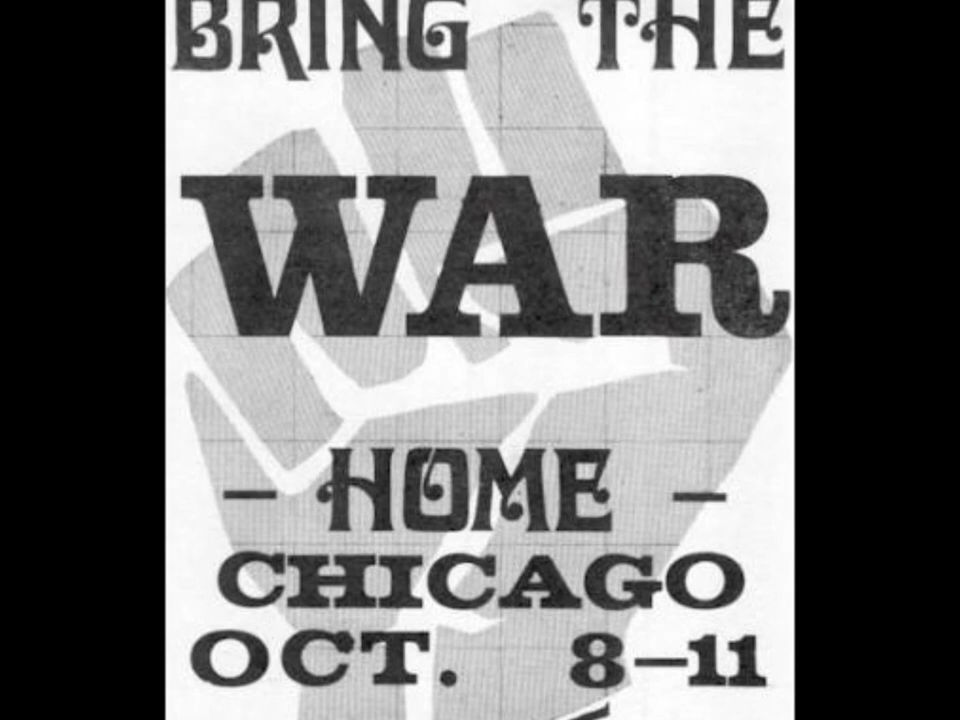 BRING THE
WAR
– HOME –
CHICAGO
OCT. 8–11